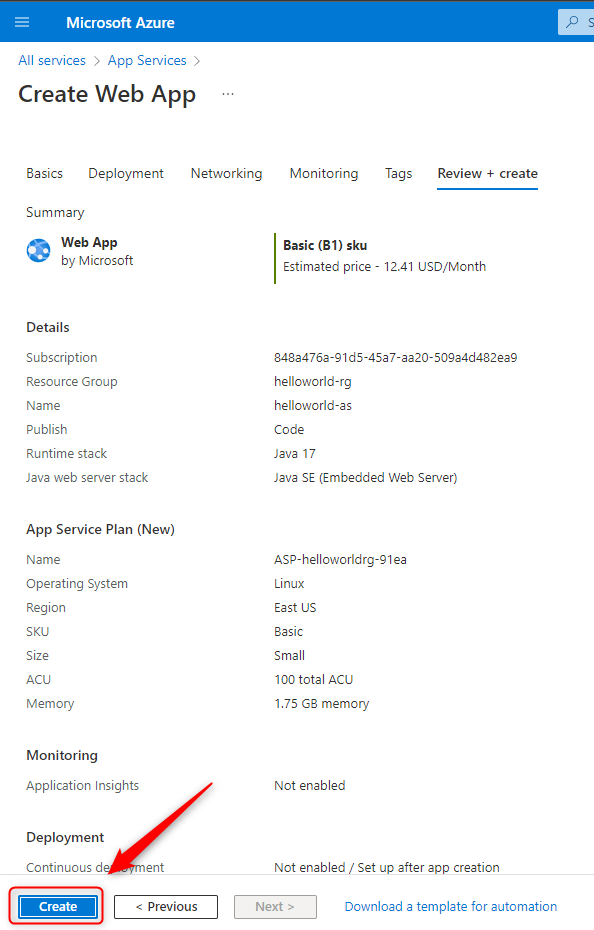 Microsoft Azure
S
All services > App Services >
Create Web App ...
Basics Deployment Networking Monitoring Tags Review + create
Summary
Web App
by Microsoft
Basic (B1) sku
Estimated price - 12.41 USD/Month
Details
Subscription 848a476a-91d5-45a7-aa20-509a4d482ea9
Resource Group helloworld-rg
Name helloworld-as
Publish Code
Runtime stack Java 17
Java web server stack Java SE (Embedded Web Server)
App Service Plan (New)
Name ASP-helloworldrg-91ea
Operating System Linux
Region East US
SKU Basic
Size Small
ACU 100 total ACU
Memory 1.75 GB memory
Monitoring
Application Insights Not enabled
Deployment
Continuous deployment Not enabled / Set up after app creation
Create < Previous Next > Download a template for automation